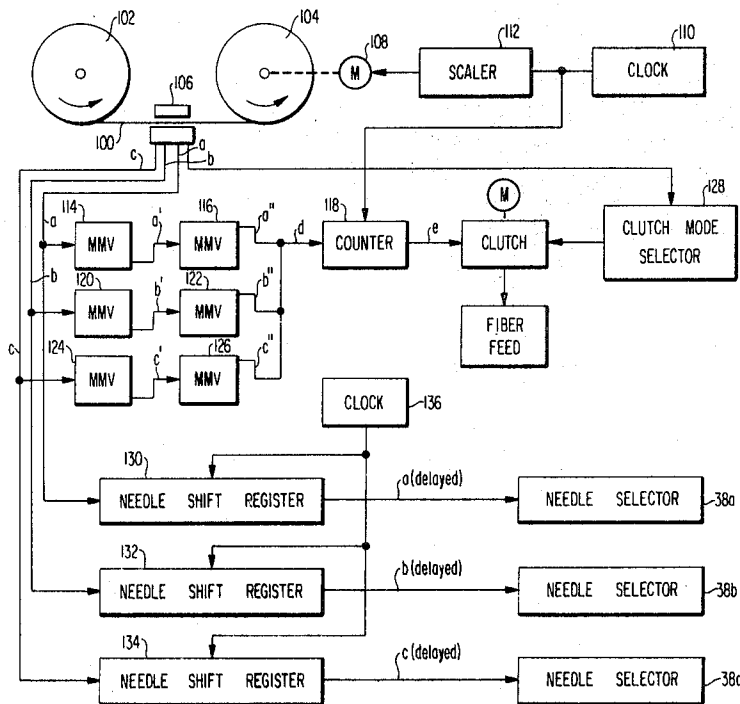 102
104
106
108
M
112
SCALER
110
CLOCK
100
a
b
c
a
114
MMV
a'
116
MMV
a"
d
118
COUNTER
e
M
CLUTCH
128
CLUTCH MODE
SELECTOR
b
120
MMV
b'
122
MMV
b"
FIBER
FEED
c
124
MMV
c'
126
MMV
c"
CLOCK
136
130
NEEDLE SHIFT REGISTER
a (delayed)
NEEDLE SELECTOR
38a
132
NEEDLE SHIFT REGISTER
b (delayed)
NEEDLE SELECTOR
38b
134
NEEDLE SHIFT REGISTER
c (delayed)
NEEDLE SELECTOR